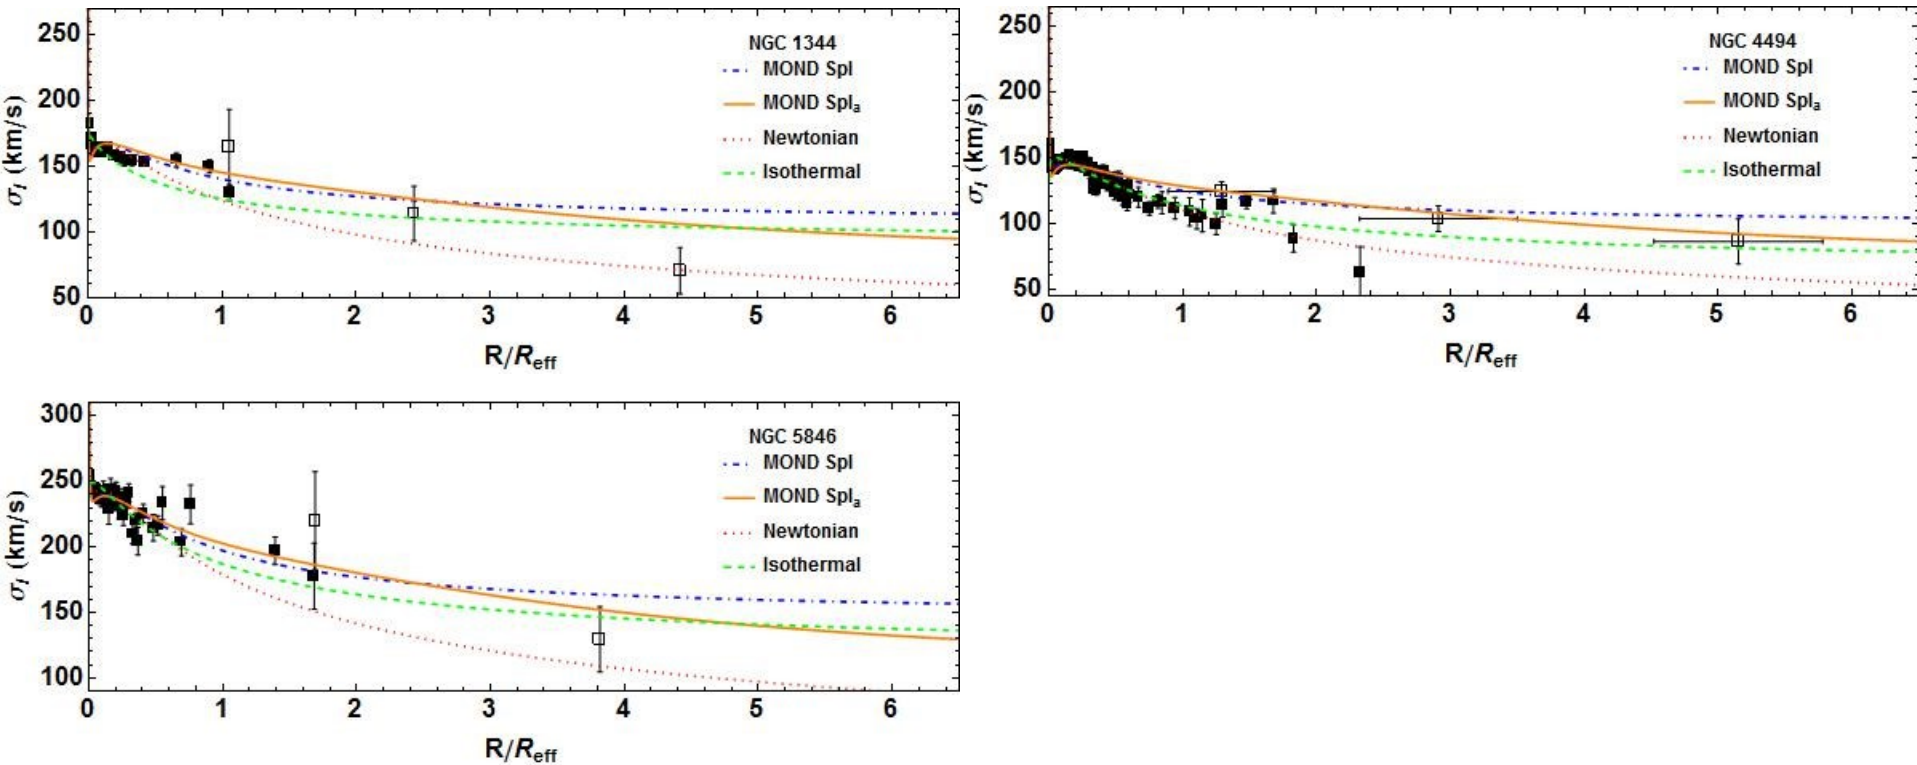 250
200
150
100
50
σI (km/s)
NGC 1344
MOND Spl
MOND Spla
Newtonian
Isothermal
0 1 2 3 4 5 6
R/Reff
250
200
150
100
50
σI (km/s)
NGC 4494
MOND Spl
MOND Spla
Newtonian
Isothermal
0 1 2 3 4 5 6
R/Reff
300
250
200
150
100
σI (km/s)
NGC 5846
MOND Spl
MOND Spla
Newtonian
Isothermal
0 1 2 3 4 5 6
R/Reff